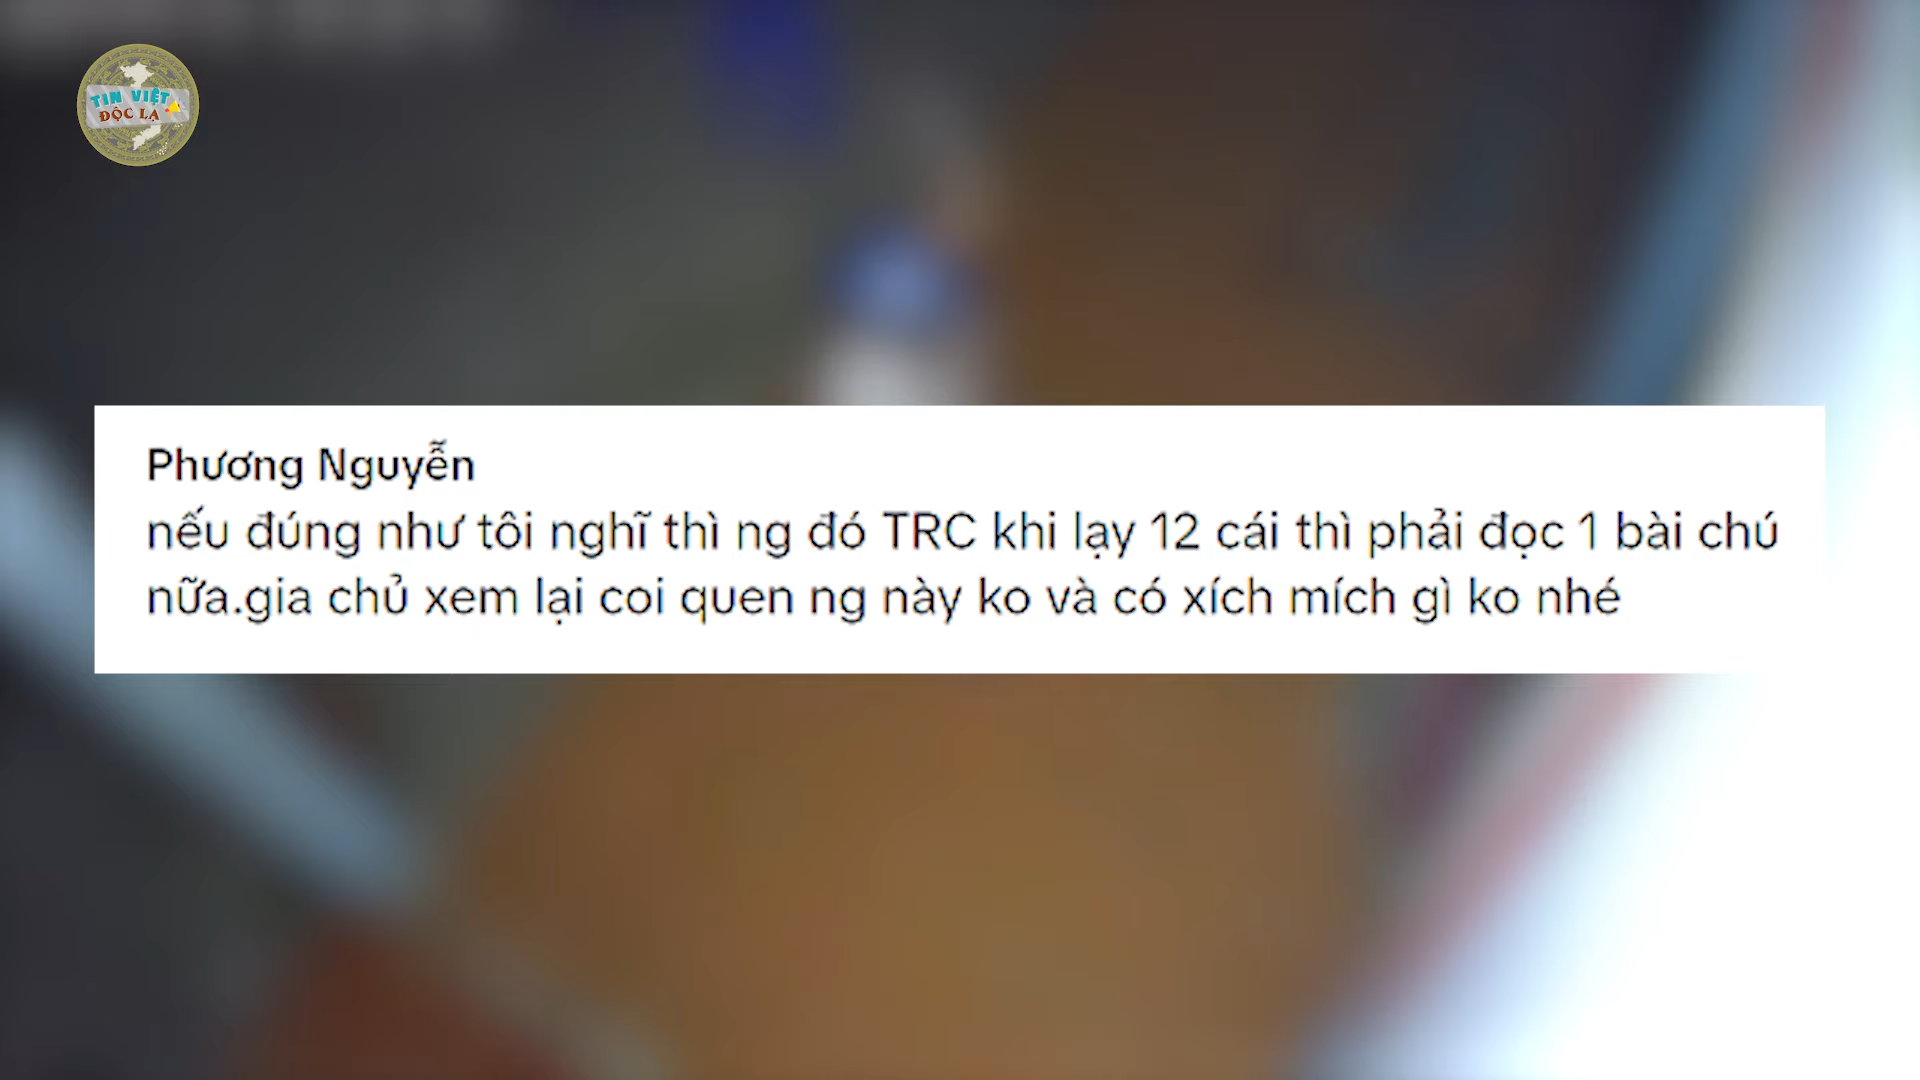 TIN VIỆT
ĐỘC LẠ
Phương Nguyễn
nếu đúng như tôi nghĩ thì ng đó TRC khi lạy 12 cái thì phải đọc 1 bài chú
nữa.gia chủ xem lại coi quen ng này ko và có xích mích gì ko nhé